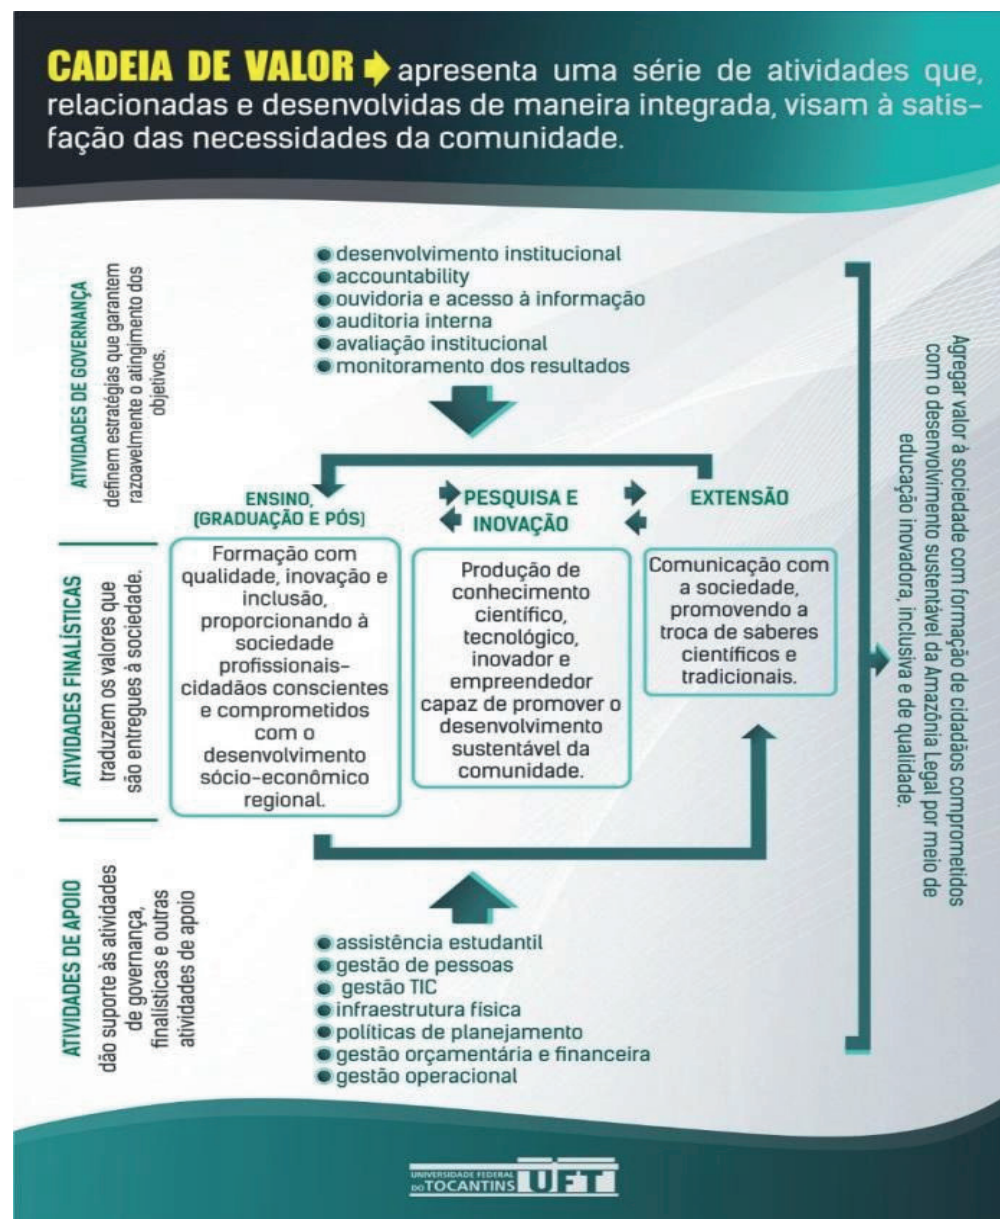 CADEIA DE VALOR apresenta uma série de atividades que,
relacionadas e desenvolvidas de maneira integrada, visam à satis-
fação das necessidades da comunidade.
ATIVIDADES DE GOVERNANÇA
definem estratégias que garantem
razoavelmente o atingimento dos
objetivos.
desenvolvimento institucional
accountability
ouvidoria e acesso à informação
auditoria interna
avaliação institucional
monitoramento dos resultados
ATIVIDADES FINALÍSTICAS
traduzem os valores que
são entregues à sociedade.
ENSINO,
(GRADUAÇÃO E PÓS)
Formação com
qualidade, inovação e
inclusão,
proporcionando à
sociedade
profissionais-
cidadãos conscientes
e comprometidos
com o
desenvolvimento
sócio-econômico
regional.
PESQUISA E
INOVAÇÃO
Produção de
conhecimento
científico,
tecnológico,
inovador e
empreendedor
capaz de promover o
desenvolvimento
sustentável da
comunidade.
EXTENSÃO
Comunicação com
a sociedade,
promovendo a
troca de saberes
científicos e
tradicionais.
ATIVIDADES DE APOIO
dão suporte às atividades
de governança,
finalísticas e outras
atividades de apoio
assistência estudantil
gestão de pessoas
gestão TIC
infraestrutura física
políticas de planejamento
gestão orçamentária e financeira
gestão operacional
Agregar valor à sociedade com formação de cidadãos comprometidos
com o desenvolvimento sustentável da Amazônia Legal por meio de
educação inovadora, inclusiva e de qualidade.
UNIVERSIDADE FEDERAL
DO TOCANTINS UFT